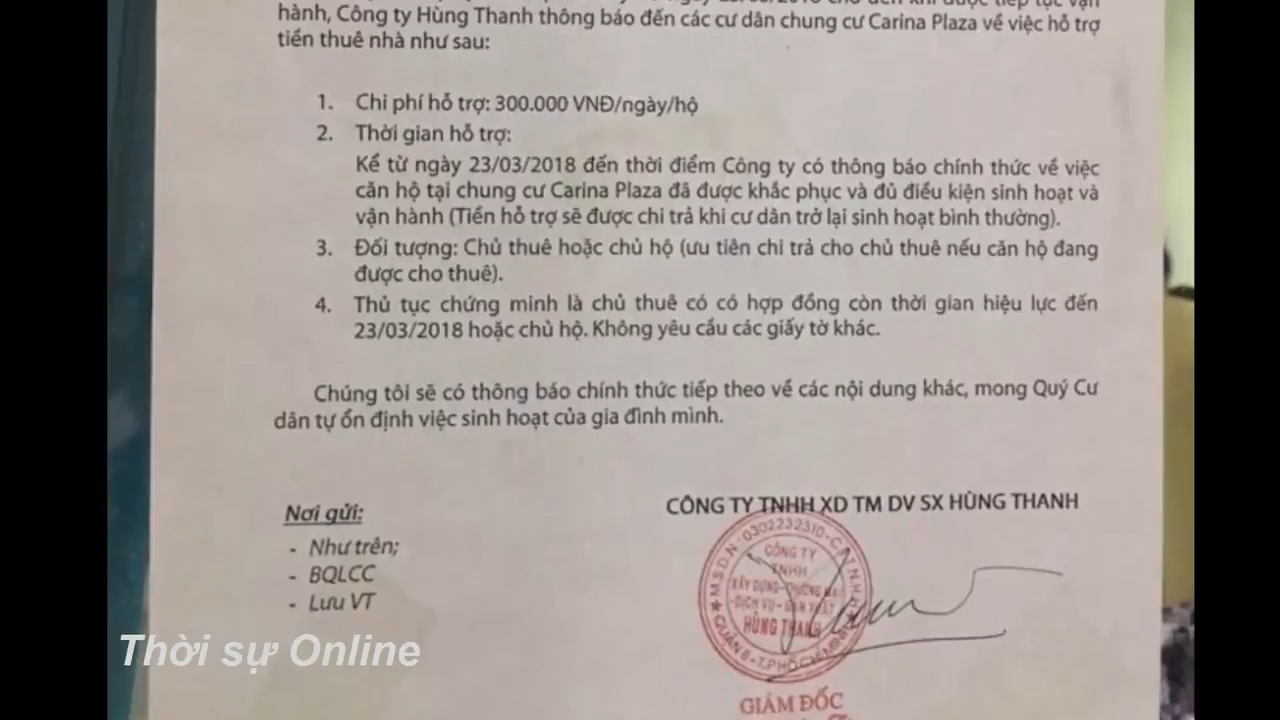 hành, Công ty Hùng Thanh thông báo đến các cư dân chung cư Carina Plaza về việc hỗ trợ
tiền thuê nhà như sau:
1. Chi phí hỗ trợ: 300.000 VNĐ/ngày/hộ
2. Thời gian hỗ trợ:
Kể từ ngày 23/03/2018 đến thời điểm Công ty có thông báo chính thức về việc
căn hộ tại chung cư Carina Plaza đã được khắc phục và đủ điều kiện sinh hoạt và
vận hành (Tiền hỗ trợ sẽ được chi trả khi cư dân trở lại sinh hoạt bình thường).
3. Đối tượng: Chủ thuê hoặc chủ hộ (ưu tiên chi trả cho chủ thuê nếu căn hộ đang
được cho thuê).
4. Thủ tục chứng minh là chủ thuê có có hợp đồng còn thời gian hiệu lực đến
23/03/2018 hoặc chủ hộ. Không yêu cầu các giấy tờ khác.
Chúng tôi sẽ có thông báo chính thức tiếp theo về các nội dung khác, mong Quý Cư
dân tự ổn định việc sinh hoạt của gia đình mình.
Nơi gửi:
- Như trên;
- BQLCC
- Lưu VT
CÔNG TY TNHH XD TM DV SX HÙNG THANH
M.S.D.N: 0302232310-C.T.T.N.H.H
CÔNG TY
TNHH
XÂY DỰNG-THƯƠNG MẠI
DỊCH VỤ-SẢN XUẤT
HÙNG THANH
GIÁM ĐỐC
Thời sự Online